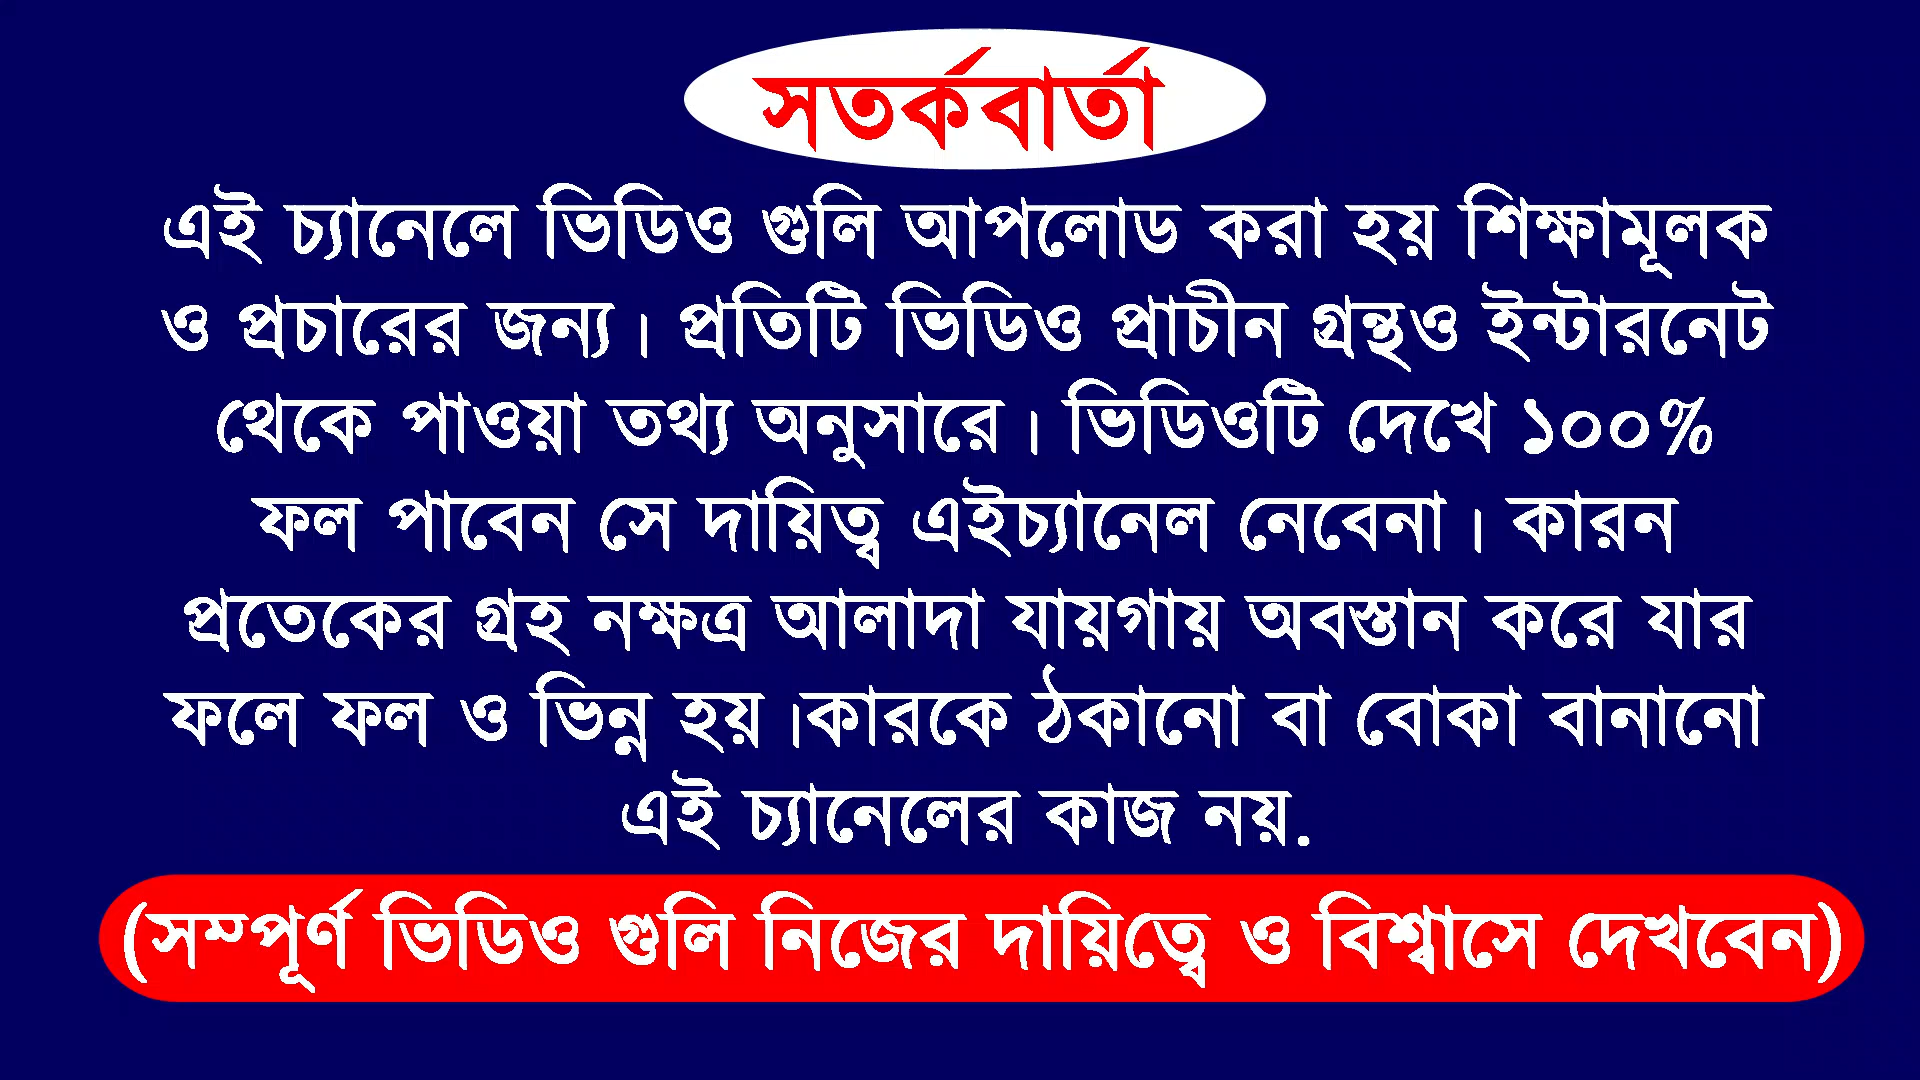 সতর্কবার্তা
এই চ্যানেলে ভিডিও গুলি আপলোড করা হয় শিক্ষামূলক
ও প্রচারের জন্য। প্রতিটি ভিডিও প্রাচীন গ্রন্থও ইন্টারনেট
থেকে পাওয়া তথ্য অনুসারে। ভিডিওটি দেখে ১০০%
ফল পাবেন সে দায়িত্ব এইচ্যানেল নেবেনা। কারন
প্রতেকের গ্রহ নক্ষত্র আলাদা যায়গায় অবস্তান করে যার
ফলে ফল ও ভিন্ন হয়।কারকে ঠকানো বা বোকা বানানো
এই চ্যানেলের কাজ নয়.
(সম্পূর্ণ ভিডিও গুলি নিজের দায়িত্বে ও বিশ্বাসে দেখবেন)